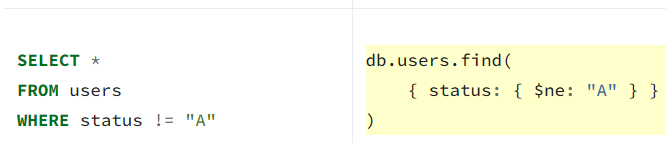 SELECT *
FROM users
WHERE status != "A"
db.users.find(
    { status: { $ne: "A" } }
)